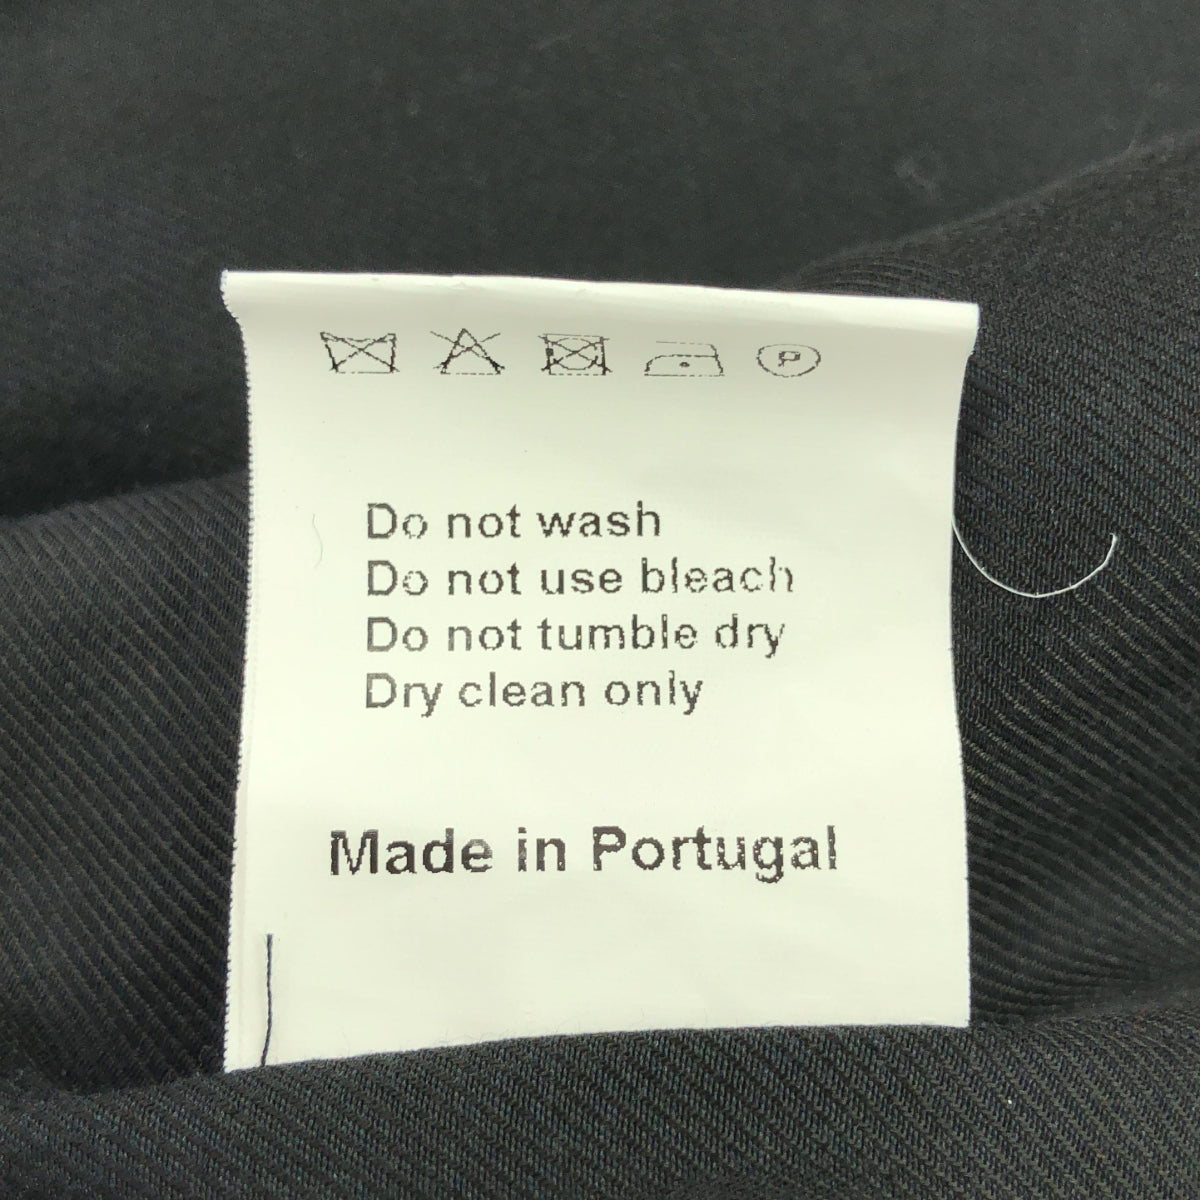 P
Do not wash
Do not use bleach
Do not tumble dry
Dry clean only
Made in Portugal